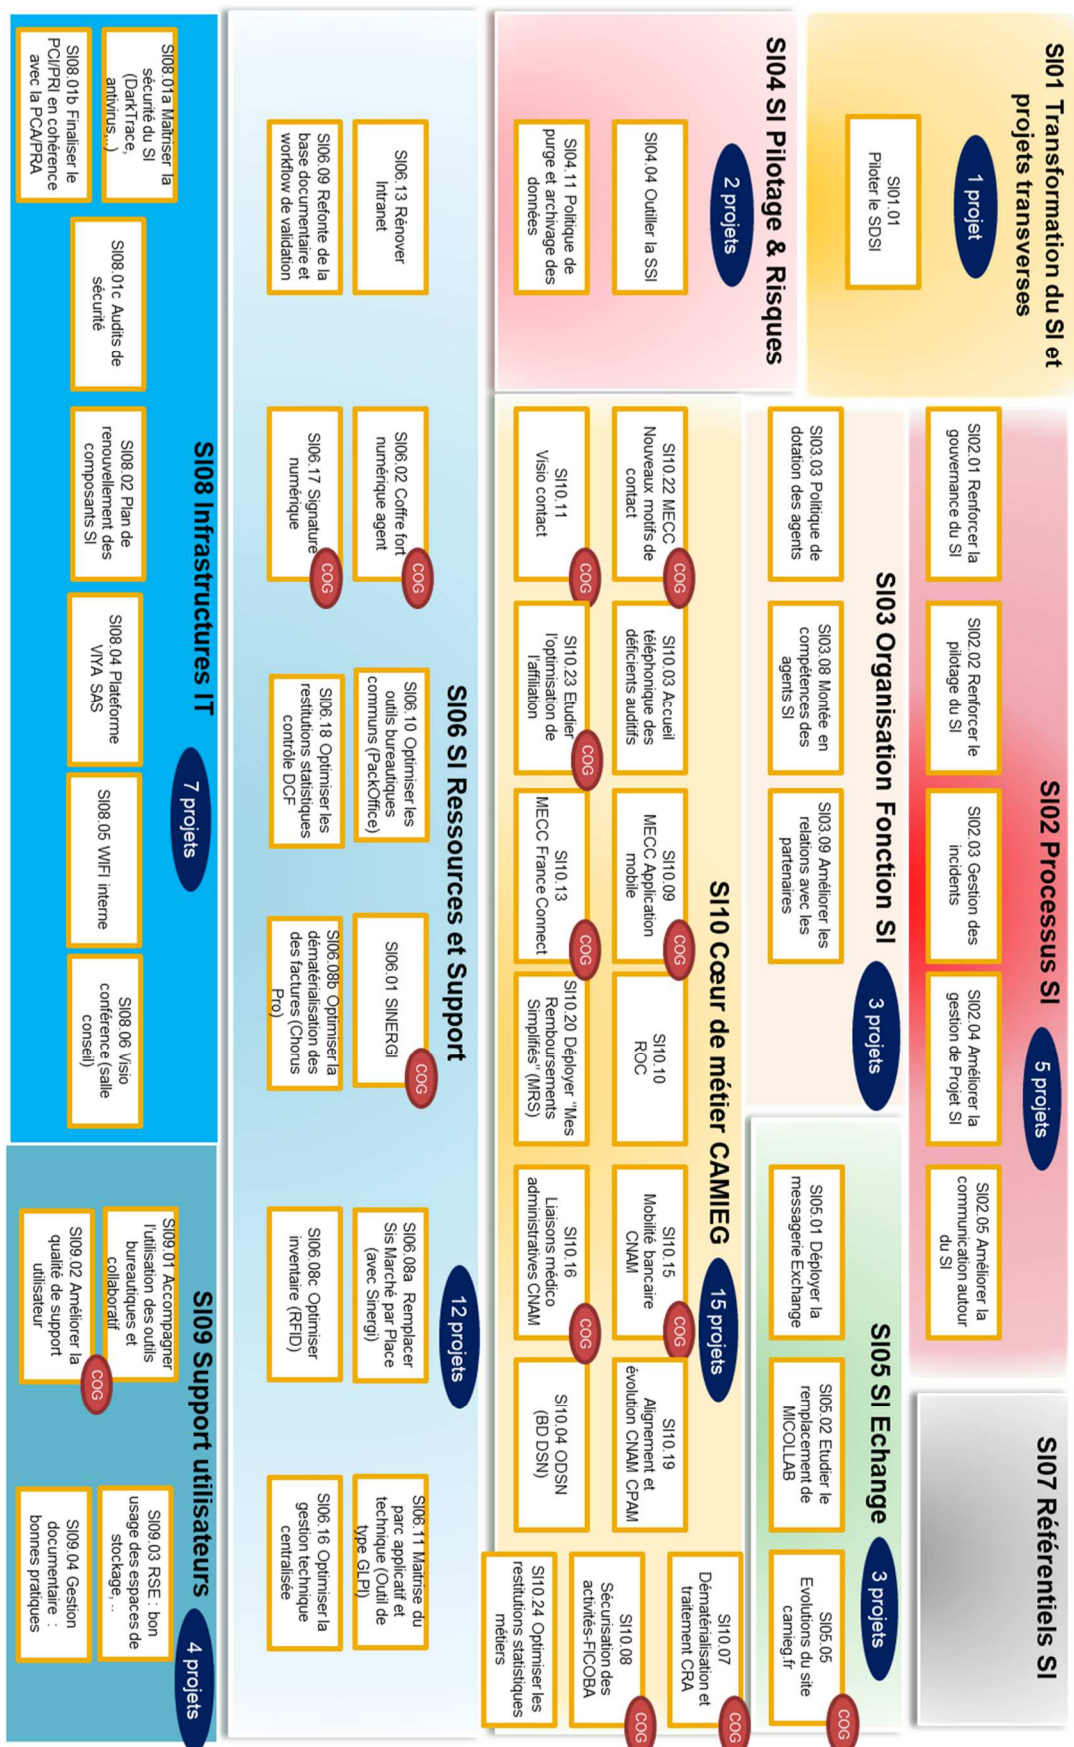 SI01 Transformation du SI et
projets transverses
1 projet
SI01.01
Piloter le SDSI
SI02 Processus SI
5 projets
SI02.01 Renforcer la
gouvernance du SI
SI02.02 Renforcer le
pilotage du SI
SI02.03 Gestion des
incidents
SI02.04 Améliorer la
gestion de Projet SI
SI02.05 Améliorer la
communication autour
du SI
SI07 Référentiels SI
SI03 Organisation Fonction SI
3 projets
SI03.03 Politique de
dotation des agents
SI03.08 Montée en
compétences des
agents SI
SI03.09 Améliorer les
relations avec les
partenaires
SI05 SI Echange
3 projets
SI05.01 Déployer la
messagerie Exchange
SI05.02 Etudier le
remplacement de
MICOLLAB
SI05.05
Evolutions du site
camieg.fr
COG
SI04 SI Pilotage & Risques
2 projets
SI04.04 Outiller la SSI
SI04.11 Politique de
purge et archivage des
données
SI10 Cœur de métier CAMIEG
15 projets
SI10.22 MECC
Nouveaux motifs de
contact
COG
SI10.03 Accueil
téléphonique des
déficients auditifs
SI10.09
MECC Application
mobile
COG
SI10.10
ROC
SI10.15
Mobilité bancaire
CNAM
COG
SI10.19
Alignement et
évolution CNAM CPAM
SI10.07
Dématérialisation et
traitement CRA
COG
SI10.11
Visio contact
COG
SI10.23 Etudier
l'optimisation de
l'affiliation
COG
SI10.13
MECC France Connect
COG
SI10.20 Déployer "Mes
Remboursements
Simplifiés" (MRS)
SI10.16
Liaisons médico
administratives CNAM
COG
SI10.04 ODSN
(BD DSN)
SI10.08
Sécurisation des
activités-FICOBA
COG
SI10.24 Optimiser les
restitutions statistiques
métiers
SI06 SI Ressources et Support
12 projets
SI06.13 Rénover
Intranet
SI06.02 Coffre fort
numérique agent
COG
SI06.10 Optimiser les
outils bureautiques
communs (PackOffice)
SI06.01 SINERGI
COG
SI06.08a Remplacer
Sis Marché par Place
(avec Sinergi)
SI06.11 Maitrise du
parc applicatif et
technique (Outil de
type GLPI)
SI06.09 Refonte de la
base documentaire et
workflow de validation
SI06.17 Signature
numérique
COG
SI06.18 Optimiser les
restitutions statistiques
contrôle DCF
SI06.08b Optimiser la
dématérialisation des
des factures (Chorus
Pro)
SI06.08c Optimiser
inventaire (RFID)
SI06.16 Optimiser la
gestion technique
centralisée
SI08 Infrastructures IT
7 projets
SI08.01a Maîtriser la
sécurité du SI
(DarkTrace,
antivirus,..)
SI08.01b Finaliser le
PCI/PRI en cohérence
avec la PCA/PRA
SI08.01c Audits de
sécurité
SI08.02 Plan de
renouvellement des
composants SI
SI08.04 Plateforme
VIYA SAS
SI08.05 WIFI interne
SI08.06 Visio
conférence (salle
conseil)
SI09 Support utilisateurs
4 projets
SI09.01 Accompagner
l'utilisation des outils
bureautiques et
collaboratif
SI09.02 Améliorer la
qualité de support
utilisateur
COG
SI09.03 RSE : bon
usage des espaces de
stockage, ..
SI09.04 Gestion
documentaire :
bonnes pratiques